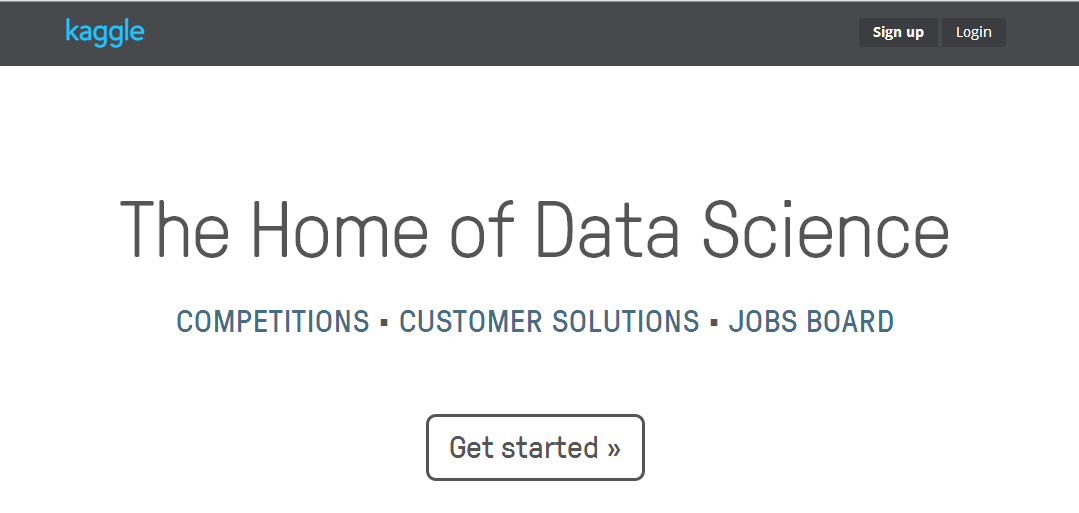 kaggle Sign up Login
The Home of Data Science
COMPETITIONS ▪ CUSTOMER SOLUTIONS ▪ JOBS BOARD
Get started »